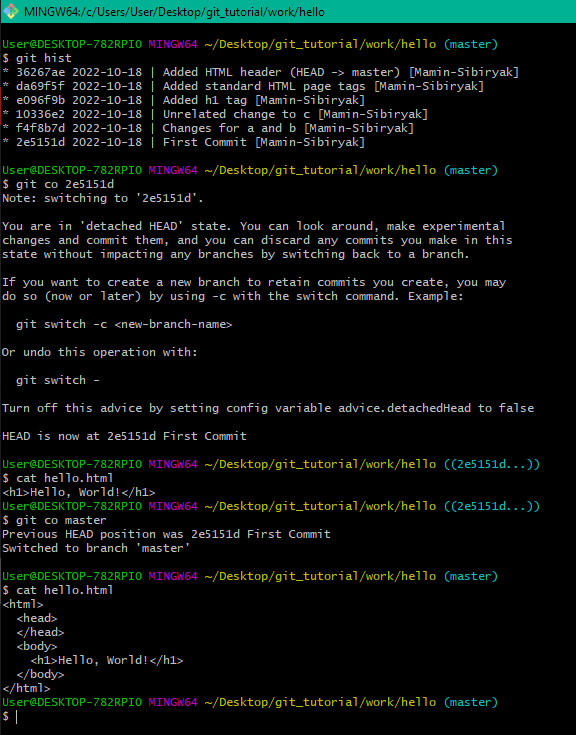 MINGW64:/c/Users/User/Desktop/git_tutorial/work/hello
User@DESKTOP-782RPIO MINGW64 ~/Desktop/git_tutorial/work/hello (master)
$ git hist
* 36267ae 2022-10-18 | Added HTML header (HEAD -> master) [Mamin-Sibiryak]
* da69f5f 2022-10-18 | Added standard HTML page tags [Mamin-Sibiryak]
* e096f9b 2022-10-18 | Added h1 tag [Mamin-Sibiryak]
* 10336e2 2022-10-18 | Unrelated change to c [Mamin-Sibiryak]
* f4f8b7d 2022-10-18 | Changes for a and b [Mamin-Sibiryak]
* 2e5151d 2022-10-18 | First Commit [Mamin-Sibiryak]
User@DESKTOP-782RPIO MINGW64 ~/Desktop/git_tutorial/work/hello (master)
$ git co 2e5151d
Note: switching to '2e5151d'.
You are in 'detached HEAD' state. You can look around, make experimental
changes and commit them, and you can discard any commits you make in this
state without impacting any branches by switching back to a branch.
If you want to create a new branch to retain commits you create, you may
do so (now or later) by using -c with the switch command. Example:
git switch -c <new-branch-name>
Or undo this operation with:
git switch -
Turn off this advice by setting config variable advice.detachedHead to false
HEAD is now at 2e5151d First Commit
User@DESKTOP-782RPIO MINGW64 ~/Desktop/git_tutorial/work/hello ((2e5151d...))
$ cat hello.html
<h1>Hello, World!</h1>
User@DESKTOP-782RPIO MINGW64 ~/Desktop/git_tutorial/work/hello ((2e5151d...))
$ git co master
Previous HEAD position was 2e5151d First Commit
Switched to branch 'master'
User@DESKTOP-782RPIO MINGW64 ~/Desktop/git_tutorial/work/hello (master)
$ cat hello.html
<html>
<head>
</head>
<body>
<h1>Hello, World!</h1>
</body>
</html>
User@DESKTOP-782RPIO MINGW64 ~/Desktop/git_tutorial/work/hello (master)
$